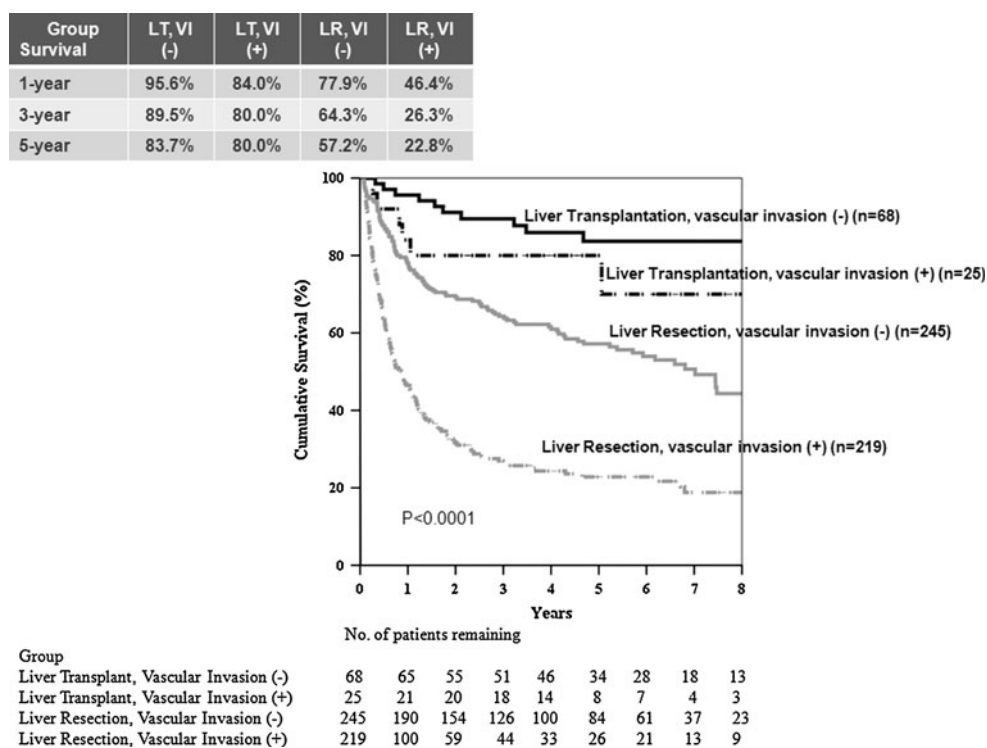 Group Survival LT, VI (-) LT, VI (+) LR, VI (-) LR, VI (+)
1-year 95.6% 84.0% 77.9% 46.4%
3-year 89.5% 80.0% 64.3% 26.3%
5-year 83.7% 80.0% 57.2% 22.8%
Cumulative Survival (%)
100
80
60
40
20
0
Liver Transplantation, vascular invasion (-) (n=68)
Liver Transplantation, vascular invasion (+) (n=25)
Liver Resection, vascular invasion (-) (n=245)
Liver Resection, vascular invasion (+) (n=219)
P<0.0001
0 1 2 3 4 5 6 7 8
Years
No. of patients remaining
Group
Liver Transplant, Vascular Invasion (-) 68 65 55 51 46 34 28 18 13
Liver Transplant, Vascular Invasion (+) 25 21 20 18 14 8 7 4 3
Liver Resection, Vascular Invasion (-) 245 190 154 126 100 84 61 37 23
Liver Resection, Vascular Invasion (+) 219 100 59 44 33 26 21 13 9